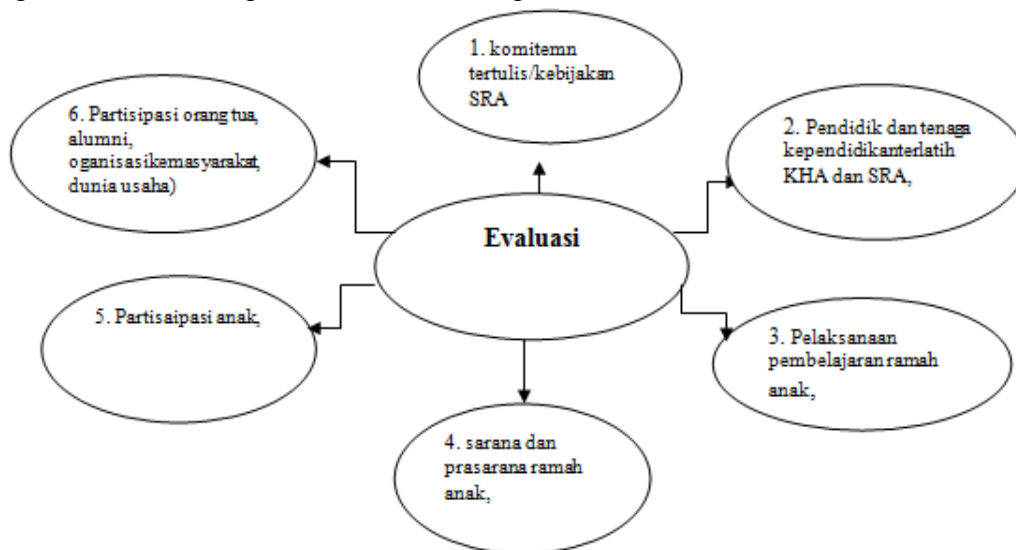 1. komitemn
tertulis/kebijakan
SRA
2. Pendidik dan tenaga
kependidikanterlatih
KHA dan SRA,
3. Pelaksanaan
pembelajaran ramah
anak,
4. sarana dan
prasarana ramah
anak,
5. Partisaipasi anak,
6. Partisipasi orang tua,
alumni,
oganisasikemasyarakat,
dunia usaha)
Evaluasi